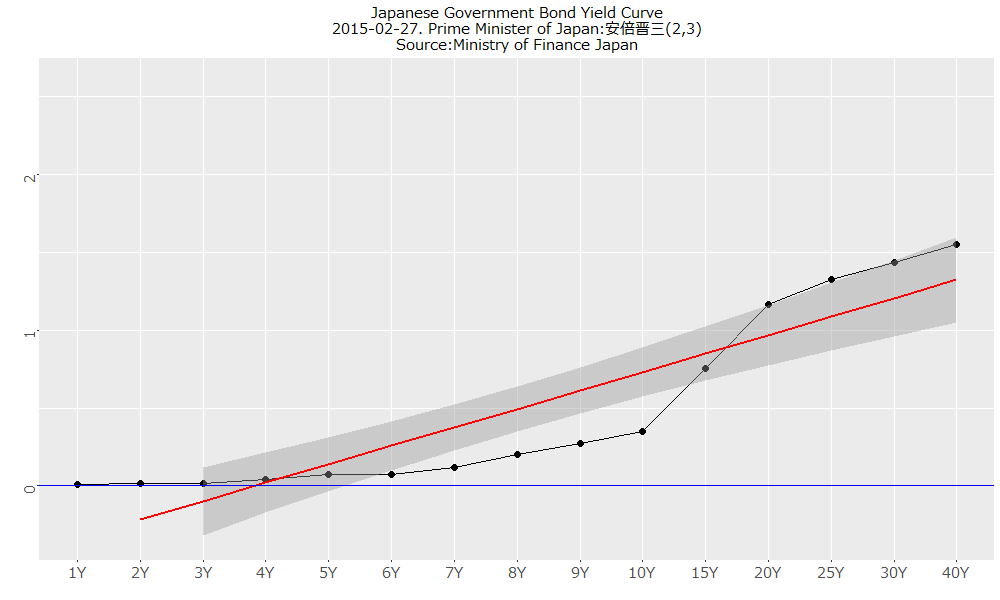 Japanese Government Bond Yield Curve
2015-02-27. Prime Minister of Japan:安倍晋三(2,3)
Source:Ministry of Finance Japan
2
1
0
1Y 2Y 3Y 4Y 5Y 6Y 7Y 8Y 9Y 10Y 15Y 20Y 25Y 30Y 40Y